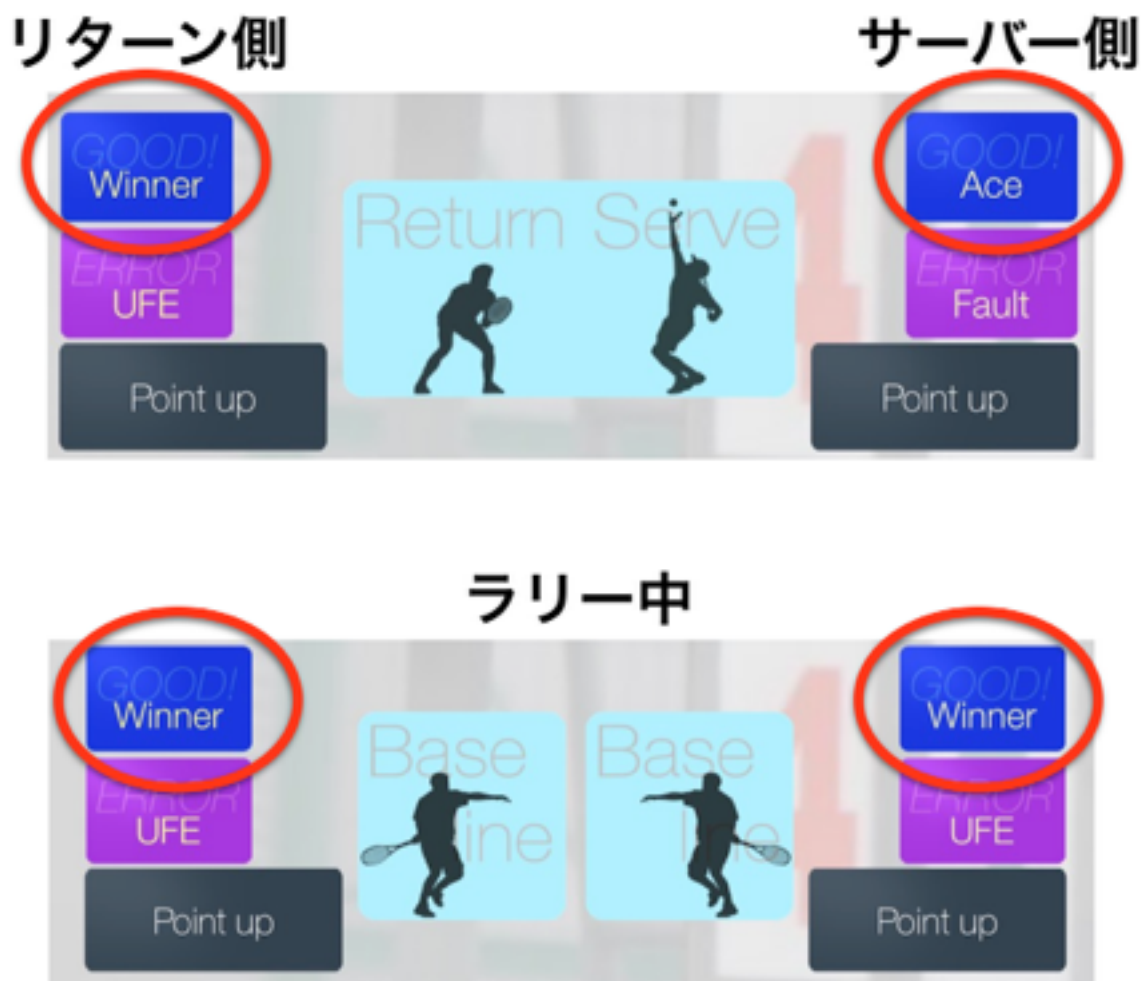 リターン側
サーバー側
GOOD!
Winner
ERROR
UFE
Point up
Return Serve
GOOD!
Ace
ERROR
Fault
Point up
ラリー中
GOOD!
Winner
ERROR
UFE
Point up
Base
line
Base
line
GOOD!
Winner
ERROR
UFE
Point up